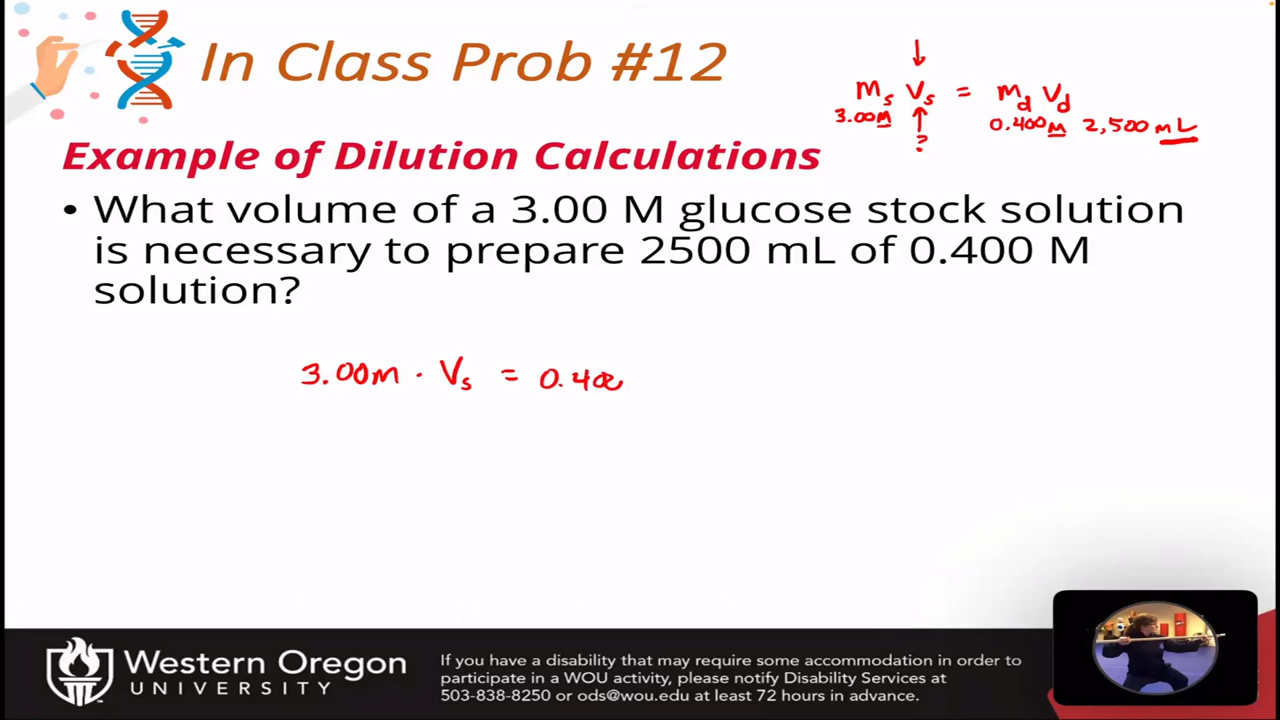 In Class Prob #12
↓
Ms Vs = Md Vd
3.00M ↑ 0.400M 2,500 mL
?
Example of Dilution Calculations
• What volume of a 3.00 M glucose stock solution
is necessary to prepare 2500 mL of 0.400 M
solution?
3.00M · Vs = 0.400
Western Oregon
UNIVERSITY
If you have a disability that may require some accommodation in order to
participate in a WOU activity, please notify Disability Services at
503-838-8250 or ods@wou.edu at least 72 hours in advance.